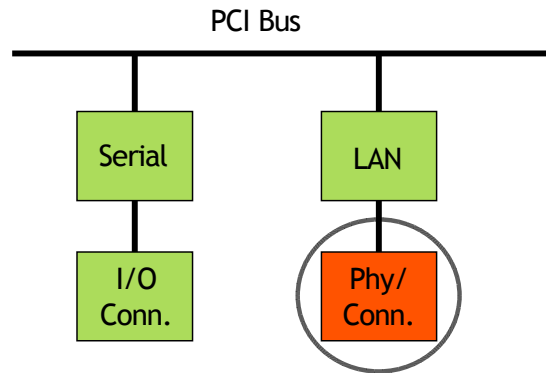 PCI Bus
Serial
LAN
I/O
Conn.
Phy/
Conn.